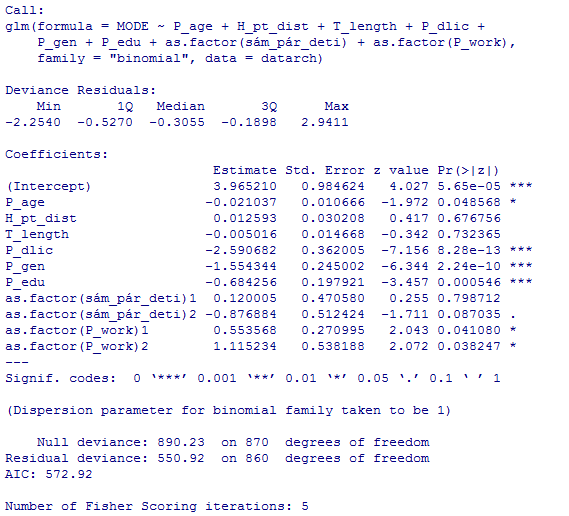 Call:
glm(formula = MODE ~ P_age + H_pt_dist + T_length + P_dlic +
    P_gen + P_edu + as.factor(sám_pár_deti) + as.factor(P_work),
    family = "binomial", data = datarch)

Deviance Residuals:
    Min       1Q   Median       3Q      Max
-2.2540  -0.5270  -0.3055  -0.1898   2.9411

Coefficients:
                         Estimate Std. Error z value Pr(>|z|)
(Intercept)              3.965210   0.984624   4.027 5.65e-05 ***
P_age                   -0.021037   0.010666  -1.972 0.048568 *
H_pt_dist                0.012593   0.030208   0.417 0.676756
T_length                -0.005016   0.014668  -0.342 0.732365
P_dlic                  -2.590682   0.362005  -7.156 8.28e-13 ***
P_gen                   -1.554344   0.245002  -6.344 2.24e-10 ***
P_edu                   -0.684256   0.197921  -3.457 0.000546 ***
as.factor(sám_pár_deti)1 0.120005   0.470580   0.255 0.798712
as.factor(sám_pár_deti)2 -0.876884   0.512424  -1.711 0.087035 .
as.factor(P_work)1       0.553568   0.270995   2.043 0.041080 *
as.factor(P_work)2       1.115234   0.538188   2.072 0.038247 *
---
Signif. codes:  0 ‘***’ 0.001 ‘**’ 0.01 ‘*’ 0.05 ‘.’ 0.1 ‘ ’ 1

(Dispersion parameter for binomial family taken to be 1)

    Null deviance: 890.23  on 870  degrees of freedom
Residual deviance: 550.92  on 860  degrees of freedom
AIC: 572.92

Number of Fisher Scoring iterations: 5